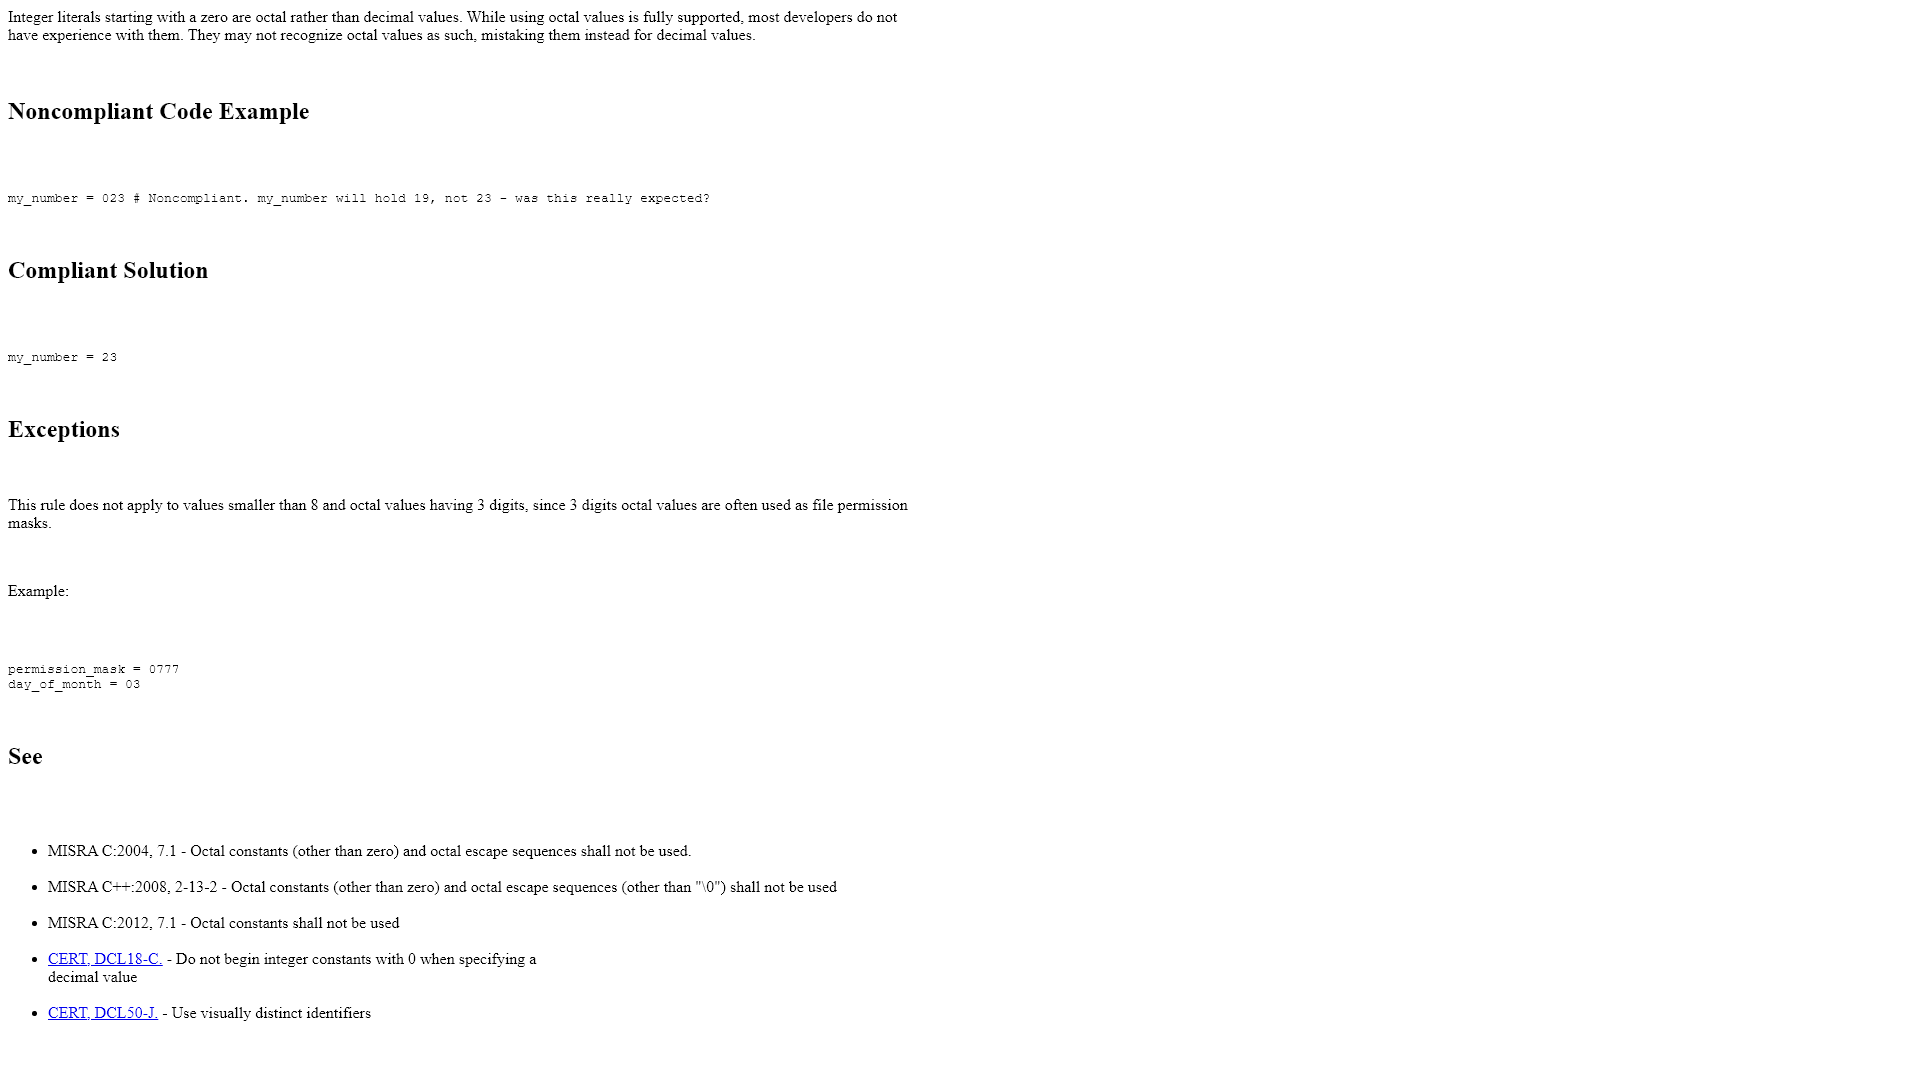 Integer literals starting with a zero are octal rather than decimal values. While using octal values is fully supported, most developers do not
have experience with them. They may not recognize octal values as such, mistaking them instead for decimal values.
Noncompliant Code Example
my_number = 023 # Noncompliant. my_number will hold 19, not 23 - was this really expected?
Compliant Solution
my_number = 23
Exceptions
This rule does not apply to values smaller than 8 and octal values having 3 digits, since 3 digits octal values are often used as file permission
masks.
Example:
permission_mask = 0777
day_of_month = 03
See
• MISRA C:2004, 7.1 - Octal constants (other than zero) and octal escape sequences shall not be used.
• MISRA C++:2008, 2-13-2 - Octal constants (other than zero) and octal escape sequences (other than "\0") shall not be used
• MISRA C:2012, 7.1 - Octal constants shall not be used
• CERT, DCL18-C. - Do not begin integer constants with 0 when specifying a
decimal value
• CERT, DCL50-J. - Use visually distinct identifiers